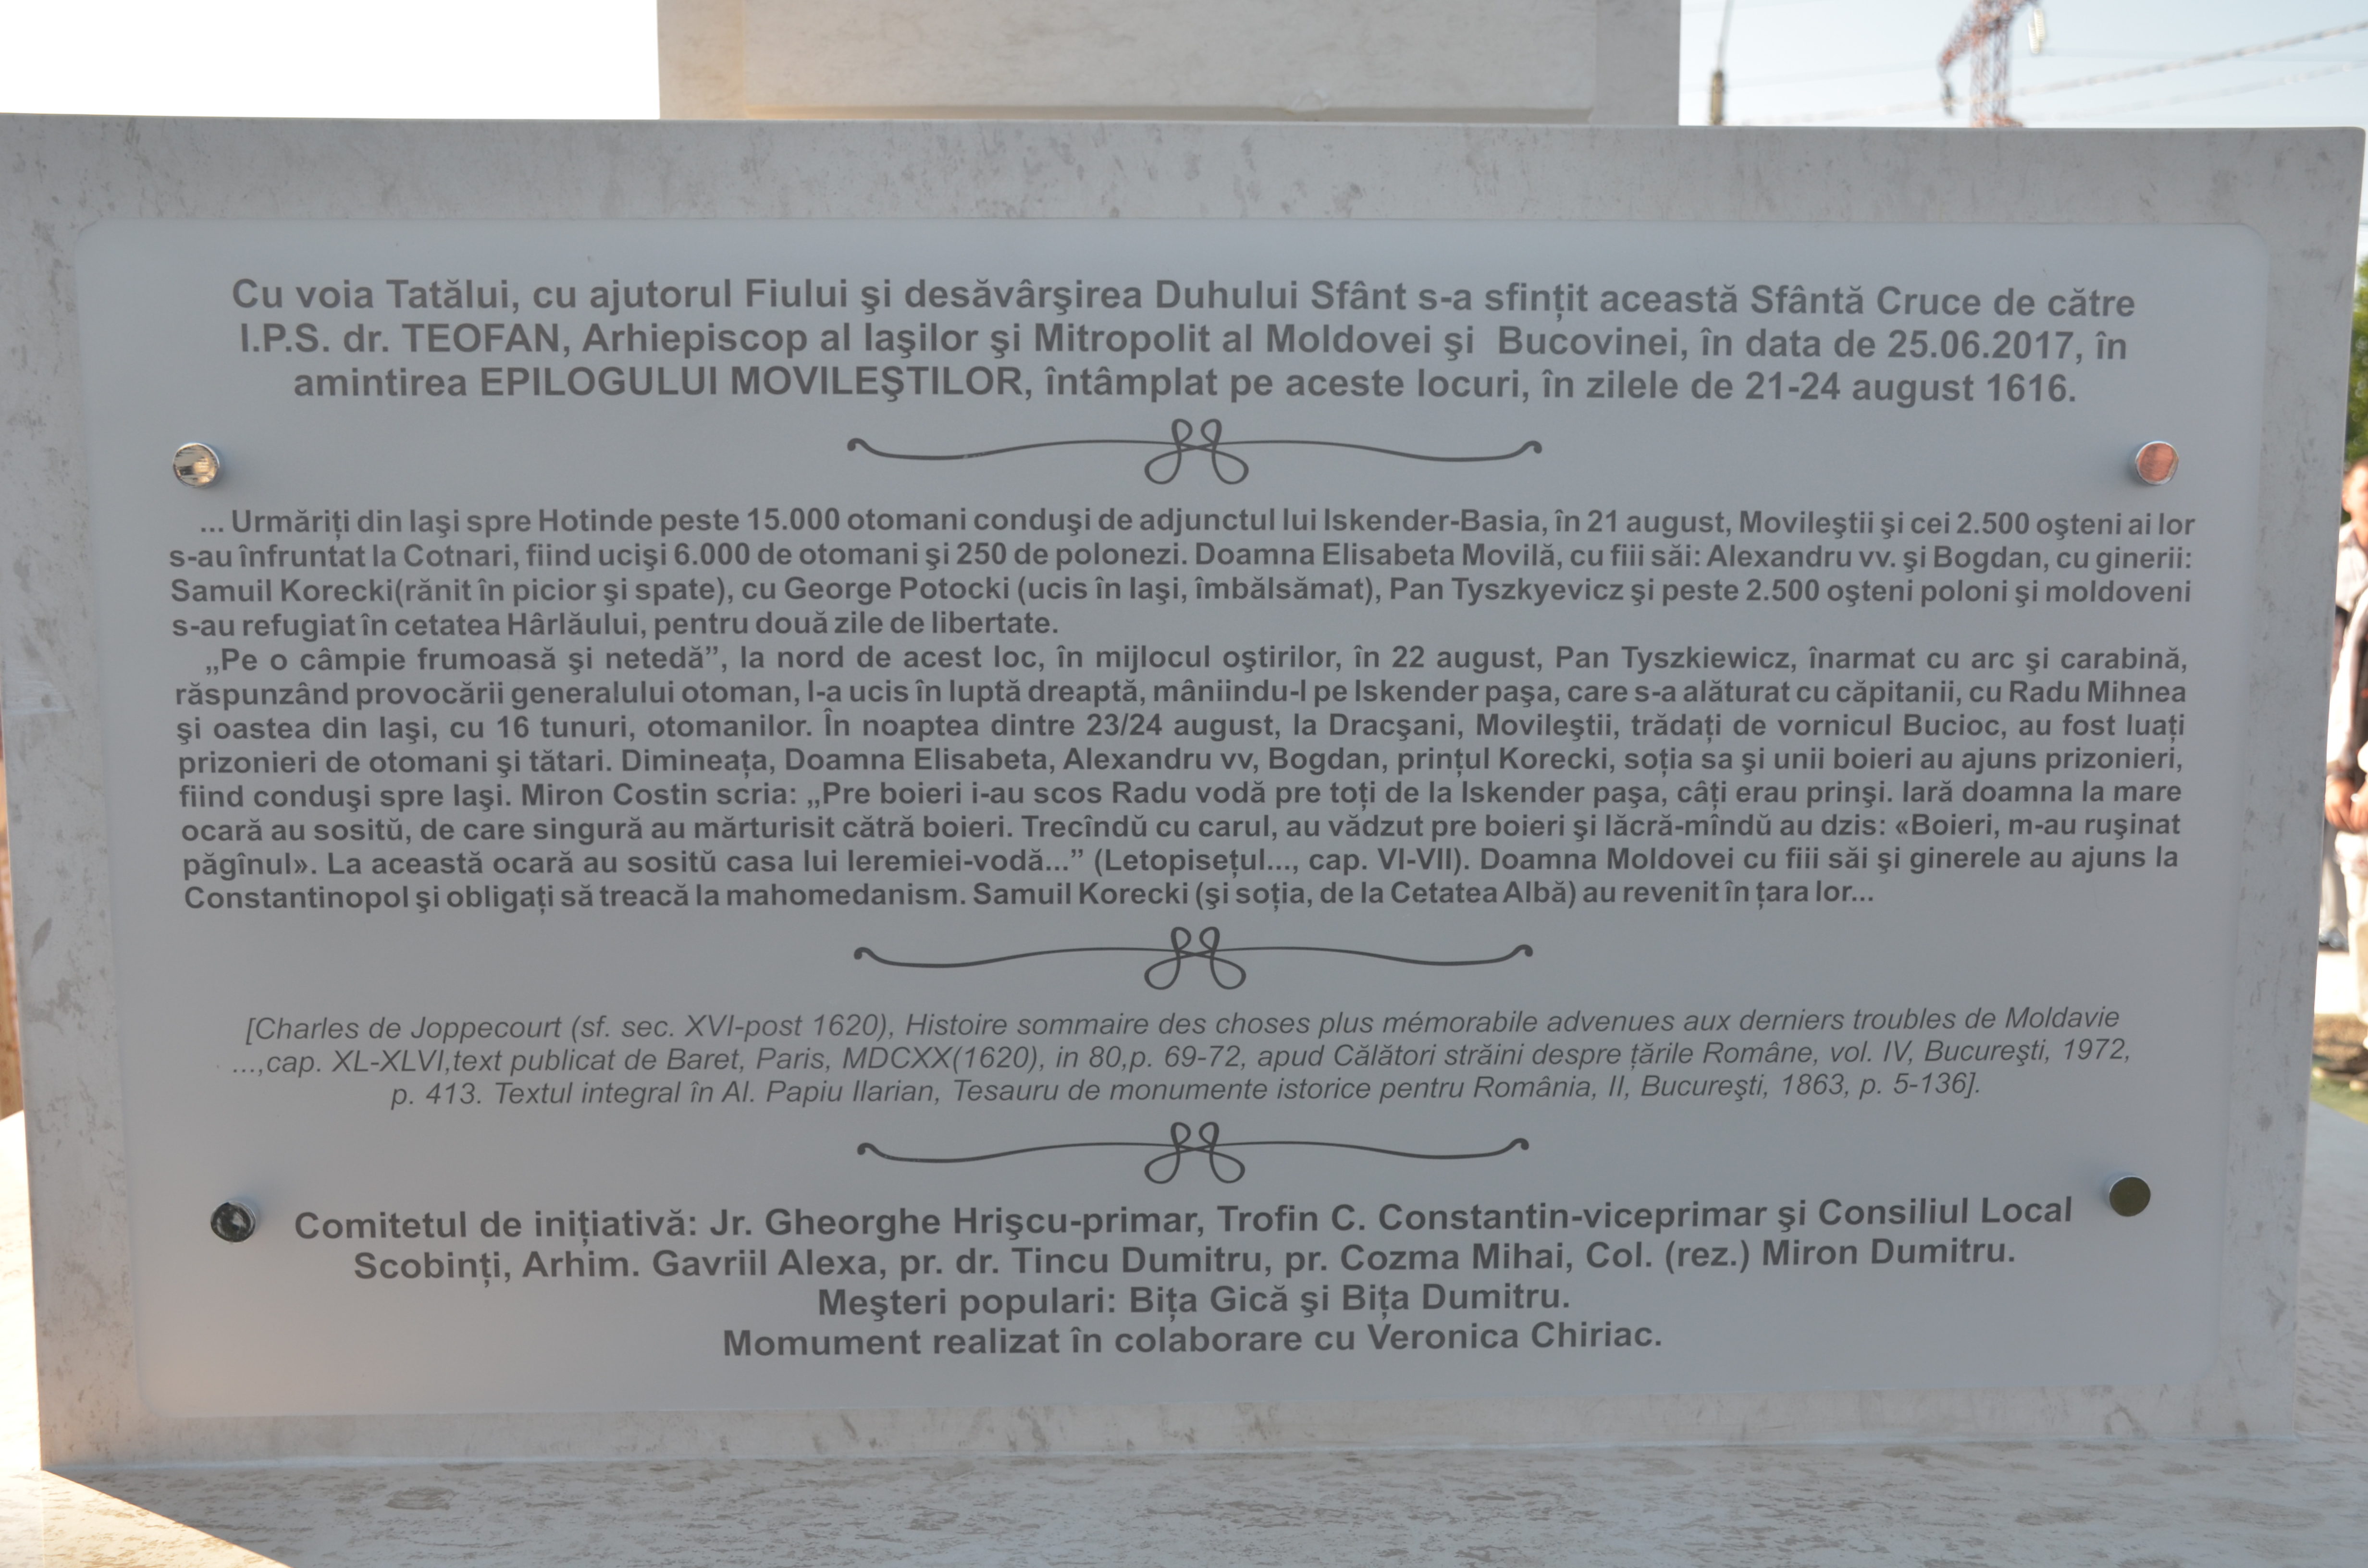 Cu voia Tatălui, cu ajutorul Fiului şi desăvârşirea Duhului Sfânt s-a sfinţit această Sfântă Cruce de către
I.P.S. dr. TEOFAN, Arhiepiscop al Iaşilor şi Mitropolit al Moldovei şi Bucovinei, în data de 25.06.2017, în
amintirea EPILOGULUI MOVILEŞTILOR, întâmplat pe aceste locuri, în zilele de 21-24 august 1616.
... Urmăriţi din Iaşi spre Hotinde peste 15.000 otomani conduşi de adjunctul lui Iskender-Basia, în 21 august, Movileştii şi cei 2.500 oşteni ai lor
s-au înfruntat la Cotnari, fiind ucişi 6.000 de otomani şi 250 de polonezi. Doamna Elisabeta Movilă, cu fiii săi: Alexandru vv. şi Bogdan, cu ginerii:
Samuil Korecki(rănit în picior şi spate), cu George Potocki (ucis în Iaşi, îmbălsămat), Pan Tyszkyevicz şi peste 2.500 oşteni poloni şi moldoveni
s-au refugiat în cetatea Hârlăului, pentru două zile de libertate.
„Pe o câmpie frumoasă şi netedă”, la nord de acest loc, în mijlocul oştirilor, în 22 august, Pan Tyszkiewicz, înarmat cu arc şi carabină,
răspunzând provocării generalului otoman, l-a ucis în luptă dreaptă, mâniindu-l pe Iskender paşa, care s-a alăturat cu căpitanii, cu Radu Mihnea
şi oastea din Iaşi, cu 16 tunuri, otomanilor. În noaptea dintre 23/24 august, la Dracşani, Movileştii, trădaţi de vornicul Bucioc, au fost luaţi
prizonieri de otomani şi tătari. Dimineaţa, Doamna Elisabeta, Alexandru vv, Bogdan, prinţul Korecki, soţia sa şi unii boieri au ajuns prizonieri,
fiind conduşi spre Iaşi. Miron Costin scria: „Pre boieri i-au scos Radu vodă pre toţi de la Iskender paşa, câţi erau prinşi. Iară doamna la mare
ocară au sositŭ, de care singură au mărturisit cătră boieri. Trecîndŭ cu carul, au vădzut pre boieri şi lăcră-mîndŭ au dzis: «Boieri, m-au ruşinat
păgînul». La această ocară au sositŭ casa lui Ieremiei-vodă...” (Letopiseţul..., cap. VI-VII). Doamna Moldovei cu fiii săi şi ginerele au ajuns la
Constantinopol şi obligaţi să treacă la mahomedanism. Samuil Korecki (şi soţia, de la Cetatea Albă) au revenit în ţara lor...
[Charles de Joppecourt (sf. sec. XVI-post 1620), Histoire sommaire des choses plus mémorabile advenues aux derniers troubles de Moldavie
...,cap. XL-XLVI,text publicat de Baret, Paris, MDCXX(1620), in 80,p. 69-72, apud Călători străini despre ţările Române, vol. IV, Bucureşti, 1972,
p. 413. Textul integral în Al. Papiu Ilarian, Tesauru de monumente istorice pentru România, II, Bucureşti, 1863, p. 5-136].
Comitetul de iniţiativă: Jr. Gheorghe Hrişcu-primar, Trofin C. Constantin-viceprimar şi Consiliul Local
Scobinţi, Arhim. Gavriil Alexa, pr. dr. Tincu Dumitru, pr. Cozma Mihai, Col. (rez.) Miron Dumitru.
Meşteri populari: Biţa Gică şi Biţa Dumitru.
Momument realizat în colaborare cu Veronica Chiriac.